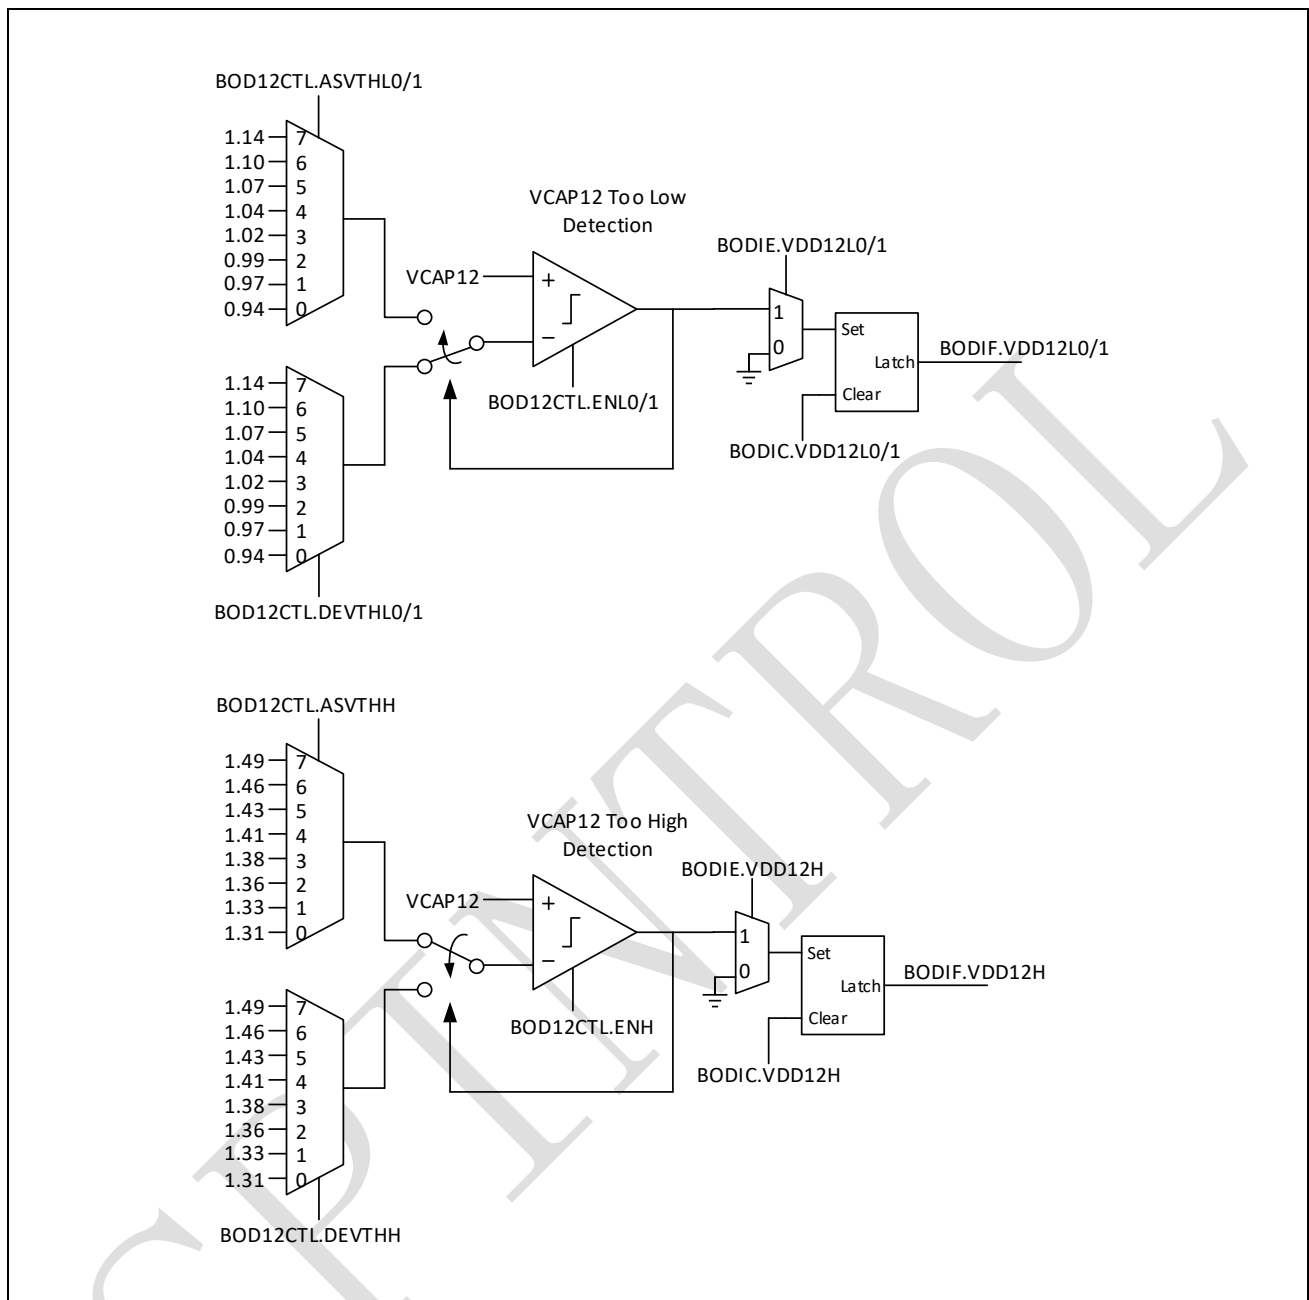 BOD12CTL.ASVTHL0/1
1.14 7
1.10 6
1.07 5
1.04 4
1.02 3
0.99 2
0.97 1
0.94 0
VCAP12 Too Low
Detection
VCAP12
+
−
BOD12CTL.ENL0/1
BODIE.VDD12L0/1
1
0
Set
Latch
Clear
BODIF.VDD12L0/1
BODIC.VDD12L0/1
1.14 7
1.10 6
1.07 5
1.04 4
1.02 3
0.99 2
0.97 1
0.94 0
BOD12CTL.DEVTHL0/1
BOD12CTL.ASVTHH
1.49 7
1.46 6
1.43 5
1.41 4
1.38 3
1.36 2
1.33 1
1.31 0
VCAP12 Too High
Detection
VCAP12
+
−
BOD12CTL.ENH
BODIE.VDD12H
1
0
Set
Latch
Clear
BODIF.VDD12H
BODIC.VDD12H
1.49 7
1.46 6
1.43 5
1.41 4
1.38 3
1.36 2
1.33 1
1.31 0
BOD12CTL.DEVTHH
SPINTROL